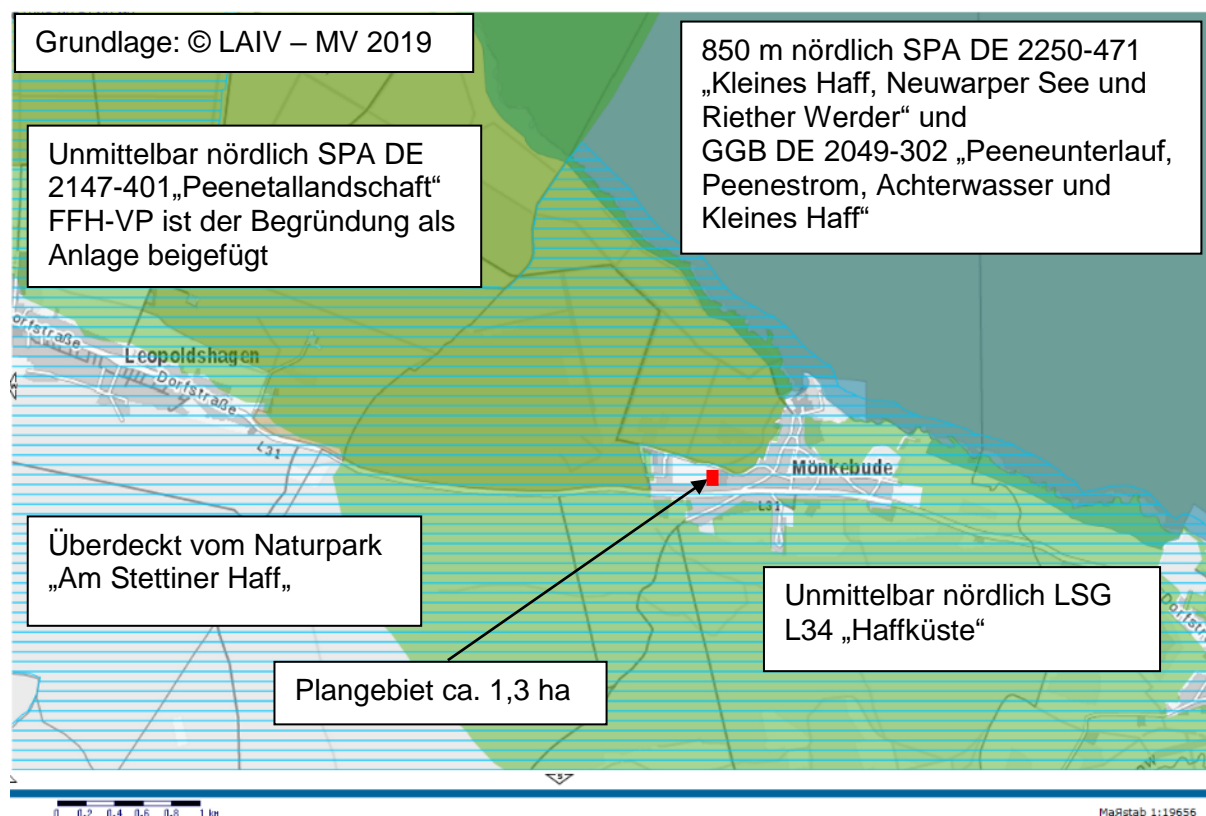 Grundlage: © LAIV – MV 2019
850 m nördlich SPA DE 2250-471
„Kleines Haff, Neuwarper See und
Riether Werder“ und
GGB DE 2049-302 „Peeneunterlauf,
Peenestrom, Achterwasser und
Kleines Haff“
Unmittelbar nördlich SPA DE
2147-401„Peenetallandschaft“
FFH-VP ist der Begründung als
Anlage beigefügt
Leopoldshagen
Dorfstraße
L31
Mönkebude
L31
Überdeckt vom Naturpark
„Am Stettiner Haff„
Unmittelbar nördlich LSG
L34 „Haffküste“
Plangebiet ca. 1,3 ha
0 0.2 0.4 0.6 0.8 1 km
MaЯstab 1:19656